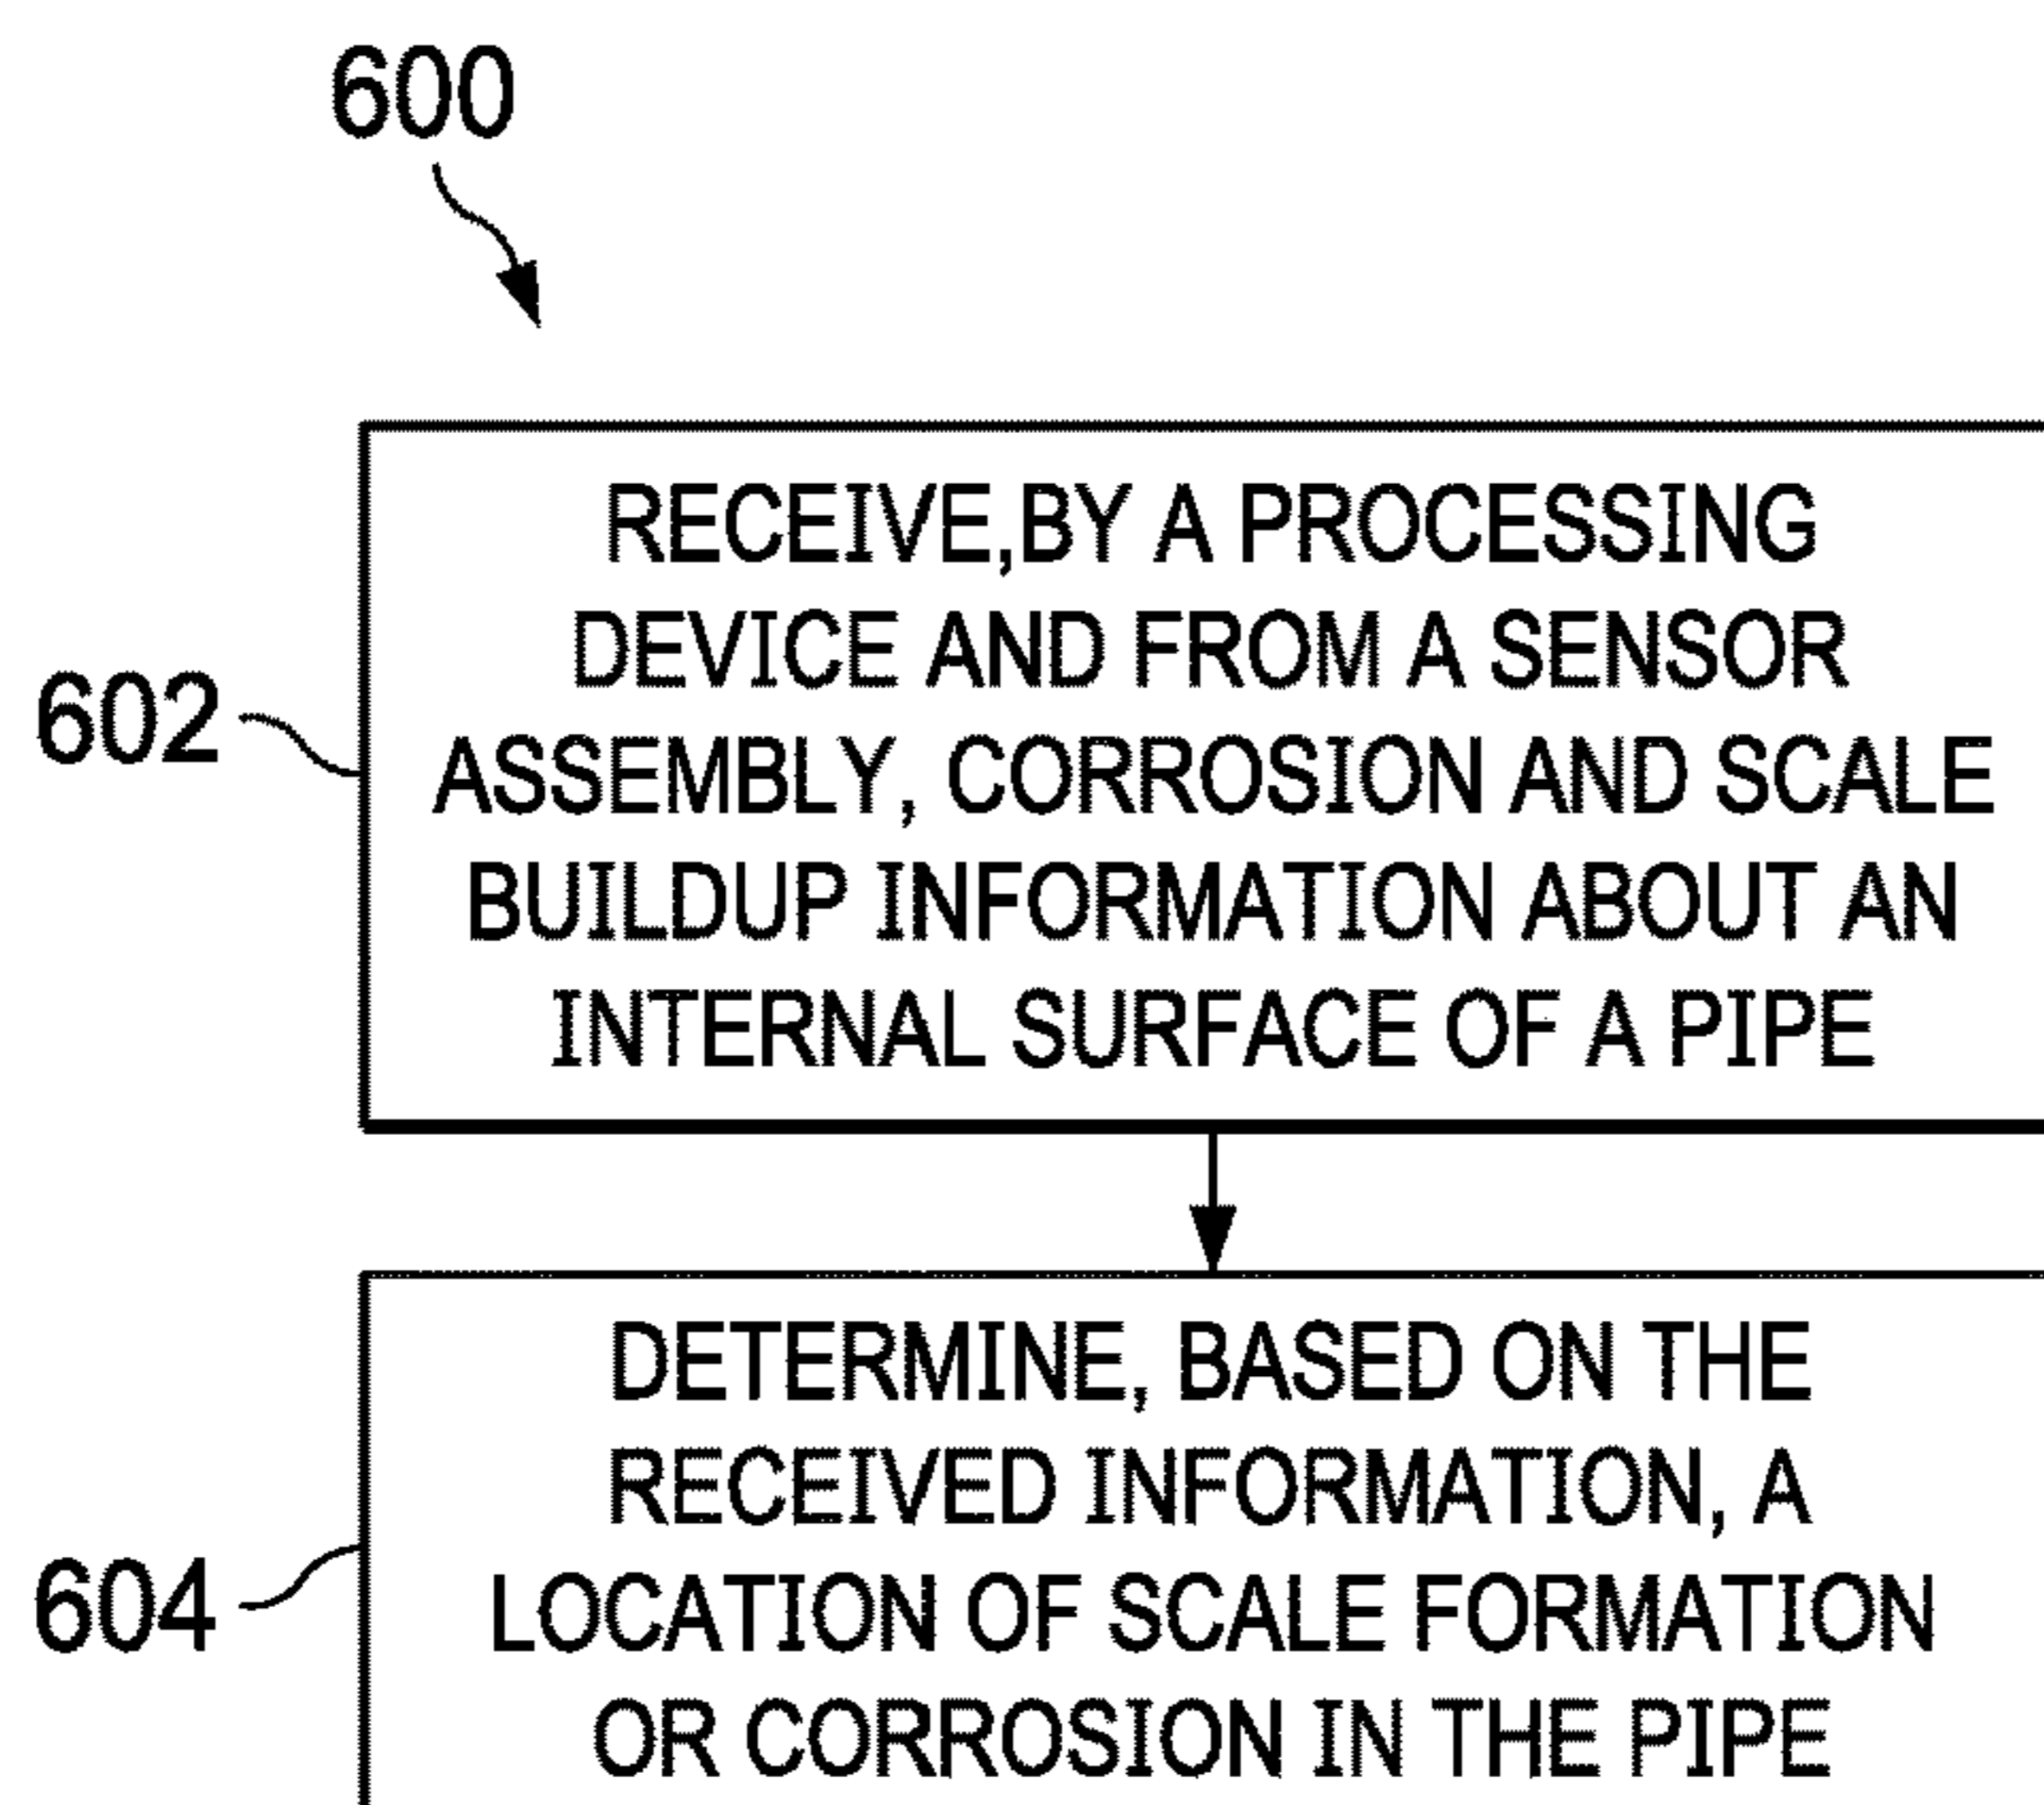 600
602
RECEIVE,BY A PROCESSING
DEVICE AND FROM A SENSOR
ASSEMBLY, CORROSION AND SCALE
BUILDUP INFORMATION ABOUT AN
INTERNAL SURFACE OF A PIPE
604
DETERMINE, BASED ON THE
RECEIVED INFORMATION, A
LOCATION OF SCALE FORMATION
OR CORROSION IN THE PIPE